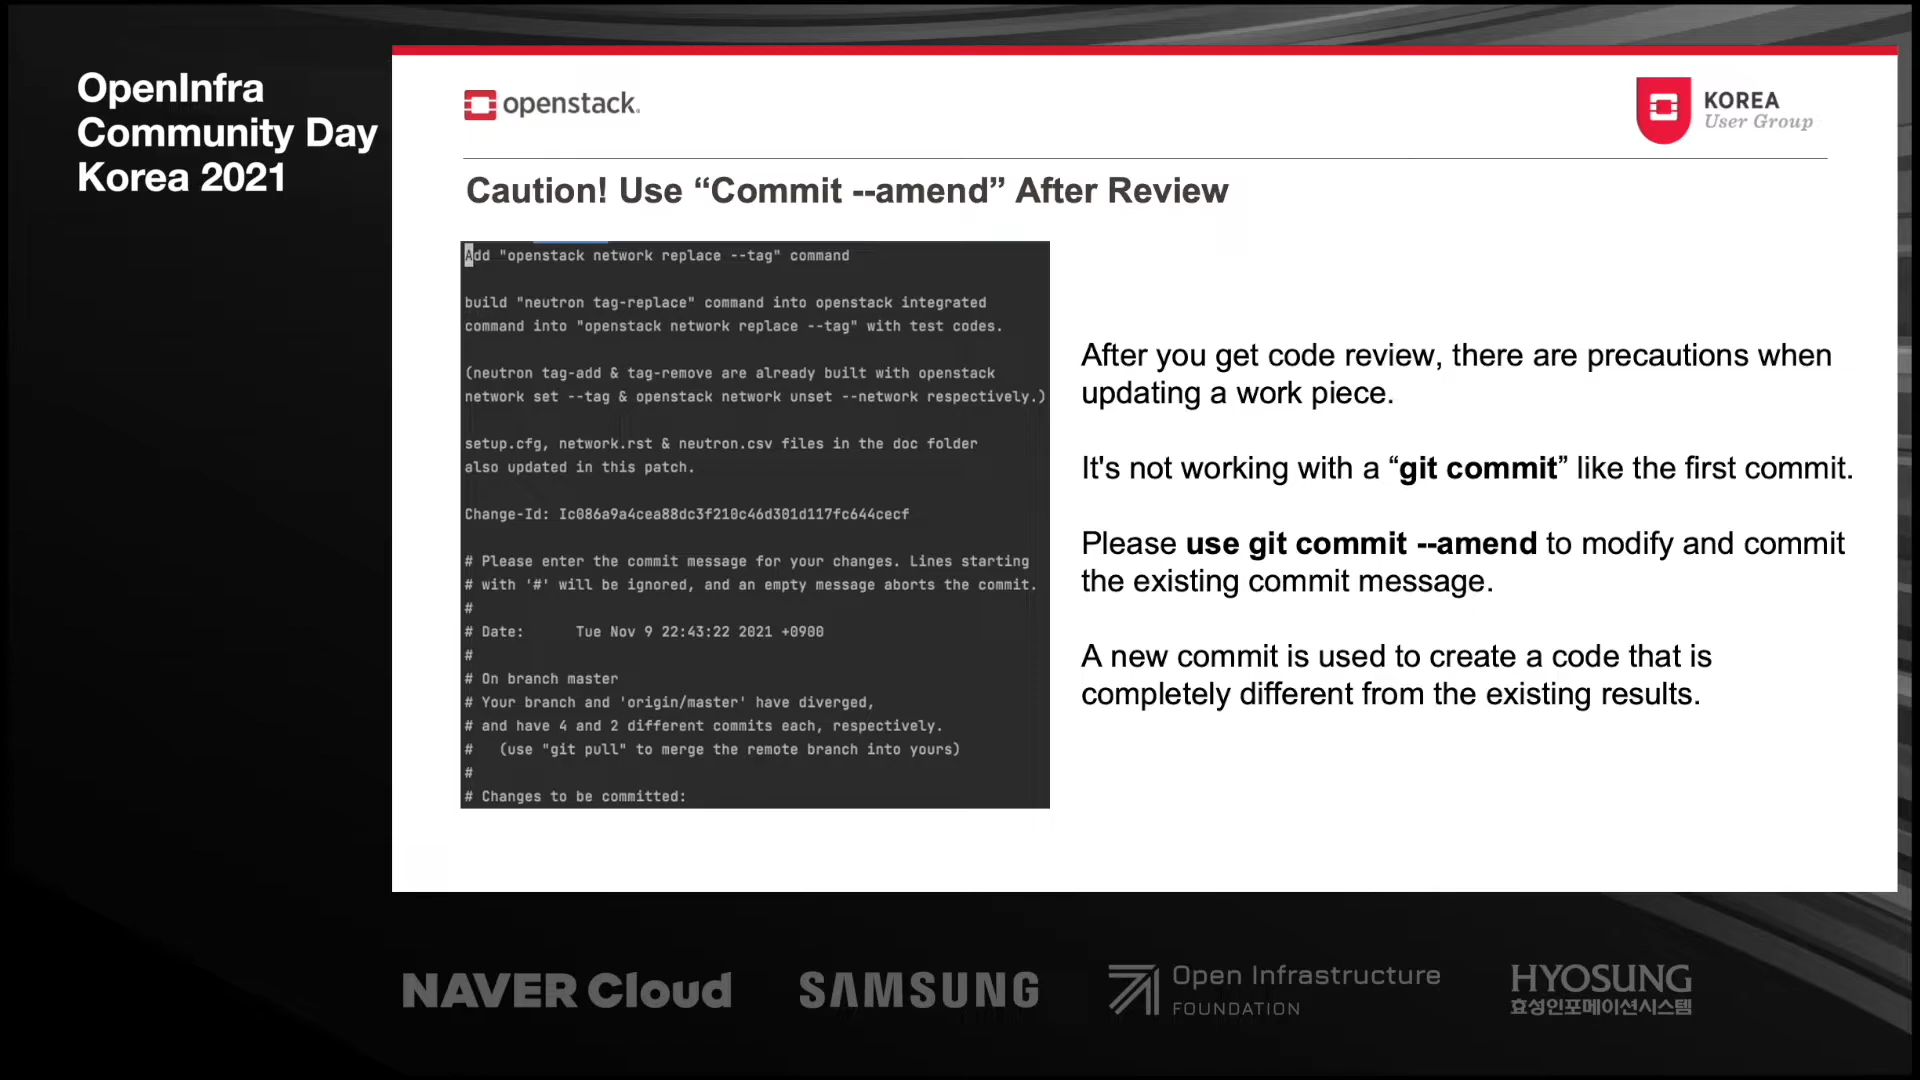 OpenInfra
Community Day
Korea 2021
openstack.
KOREA
User Group
Caution! Use “Commit --amend” After Review
Add "openstack network replace --tag" command
build "neutron tag-replace" command into openstack integrated
command into "openstack network replace --tag" with test codes.
(neutron tag-add & tag-remove are already built with openstack
network set --tag & openstack network unset --network respectively.)
setup.cfg, network.rst & neutron.csv files in the doc folder
also updated in this patch.
Change-Id: Ic086a9a4cea88dc3f210c46d301d117fc644cecf
# Please enter the commit message for your changes. Lines starting
# with '#' will be ignored, and an empty message aborts the commit.
#
# Date:      Tue Nov 9 22:43:22 2021 +0900
#
# On branch master
# Your branch and 'origin/master' have diverged,
# and have 4 and 2 different commits each, respectively.
#   (use "git pull" to merge the remote branch into yours)
#
# Changes to be committed:
After you get code review, there are precautions when
updating a work piece.
It's not working with a “git commit” like the first commit.
Please use git commit --amend to modify and commit
the existing commit message.
A new commit is used to create a code that is
completely different from the existing results.
NAVER Cloud
SAMSUNG
Open Infrastructure
FOUNDATION
HYOSUNG
효성인포메이션시스템